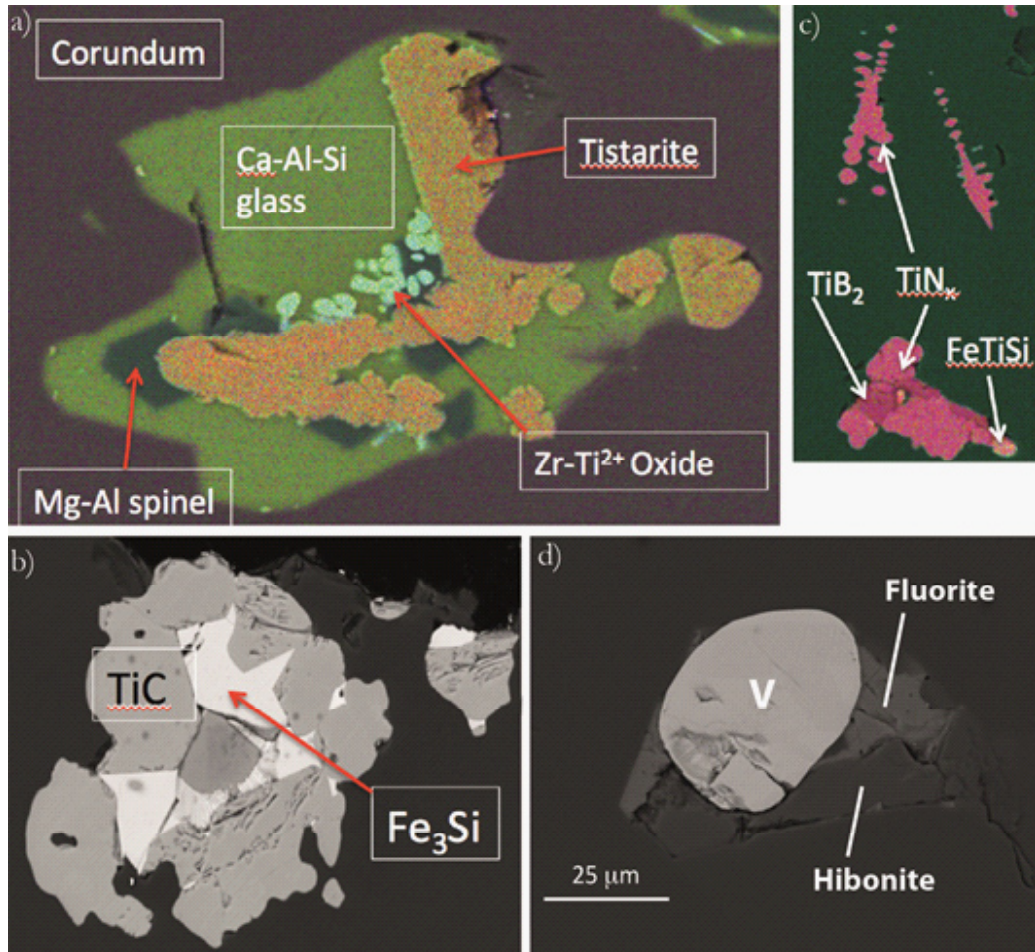 a)
Corundum
Ca-Al-Si
glass
Tistarite
Zr-Ti²⁺ Oxide
Mg-Al spinel
c)
TiB₂
TiNₓ
FeTiSi
b)
TiC
Fe₃Si
d)
Fluorite
V
25 μm
Hibonite